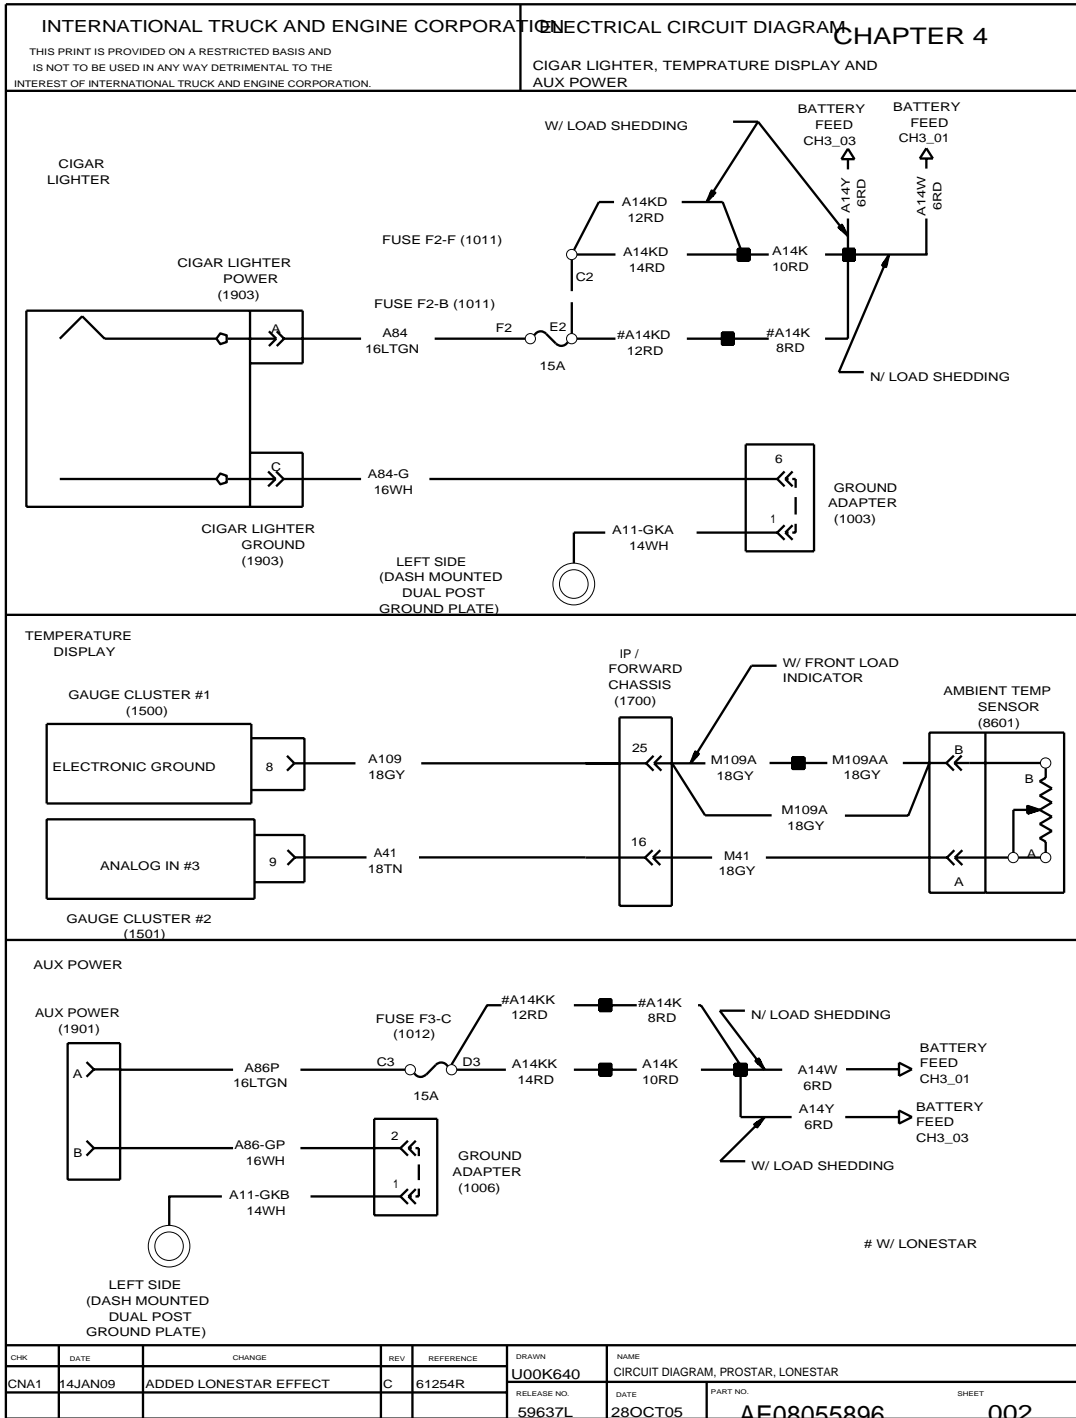 INTERNATIONAL TRUCK AND ENGINE CORPORATION
THIS PRINT IS PROVIDED ON A RESTRICTED BASIS AND
IS NOT TO BE USED IN ANY WAY DETRIMENTAL TO THE
INTEREST OF INTERNATIONAL TRUCK AND ENGINE CORPORATION.
ELECTRICAL CIRCUIT DIAGRAM
CHAPTER 4
CIGAR LIGHTER, TEMPRATURE DISPLAY AND
AUX POWER
CIGAR
LIGHTER
W/ LOAD SHEDDING
BATTERY
FEED
CH3_03
BATTERY
FEED
CH3_01
A14Y
6RD
A14W
6RD
A14KD
12RD
FUSE F2-F (1011)
A14KD
14RD
A14K
10RD
C2
CIGAR LIGHTER
POWER
(1903)
FUSE F2-B (1011)
A
A84
16LTGN
F2
E2
15A
#A14KD
12RD
#A14K
8RD
N/ LOAD SHEDDING
C
A84-G
16WH
6
1
GROUND
ADAPTER
(1003)
CIGAR LIGHTER
GROUND
(1903)
A11-GKA
14WH
LEFT SIDE
(DASH MOUNTED
DUAL POST
GROUND PLATE)
TEMPERATURE
DISPLAY
IP /
FORWARD
CHASSIS
(1700)
W/ FRONT LOAD
INDICATOR
GAUGE CLUSTER #1
(1500)
AMBIENT TEMP
SENSOR
(8601)
ELECTRONIC GROUND
8
A109
18GY
25
M109A
18GY
M109AA
18GY
B
B
M109A
18GY
ANALOG IN #3
9
A41
18TN
16
M41
18GY
A
A
GAUGE CLUSTER #2
(1501)
AUX POWER
AUX POWER
(1901)
FUSE F3-C
(1012)
#A14KK
12RD
#A14K
8RD
N/ LOAD SHEDDING
A
A86P
16LTGN
C3
D3
15A
A14KK
14RD
A14K
10RD
A14W
6RD
BATTERY
FEED
CH3_01
A14Y
6RD
BATTERY
FEED
CH3_03
B
A86-GP
16WH
2
1
GROUND
ADAPTER
(1006)
W/ LOAD SHEDDING
A11-GKB
14WH
# W/ LONESTAR
LEFT SIDE
(DASH MOUNTED
DUAL POST
GROUND PLATE)
CHK DATE CHANGE REV REFERENCE
CNA1 14JAN09 ADDED LONESTAR EFFECT C 61254R
DRAWN
U00K640
NAME
CIRCUIT DIAGRAM, PROSTAR, LONESTAR
RELEASE NO.
59637L
DATE
28OCT05
PART NO.
AE08055896
SHEET
002